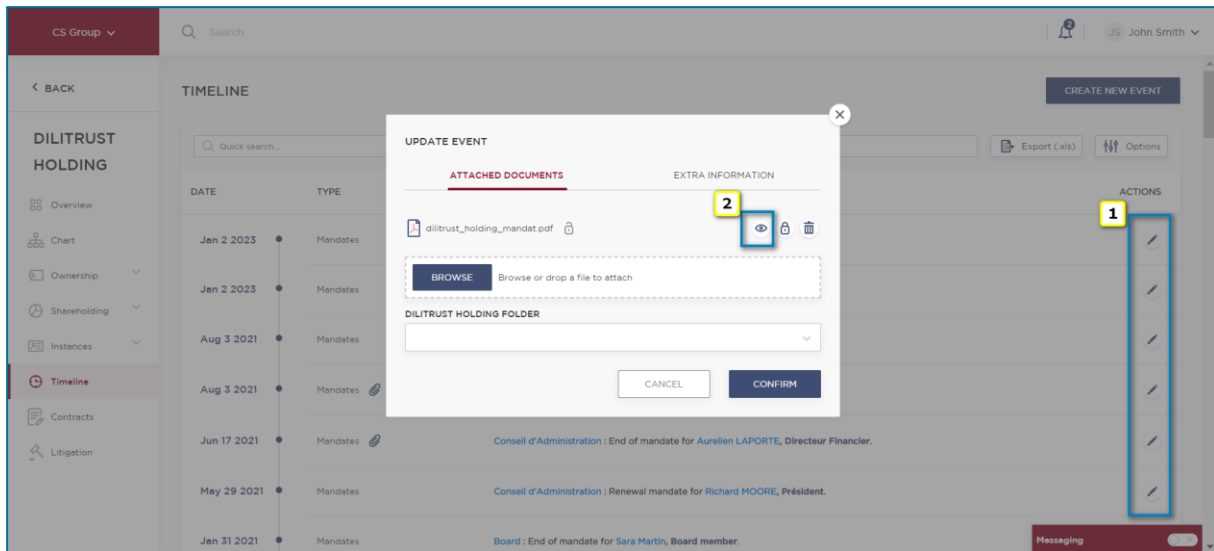 CS Group
Search
2
JS John Smith
BACK
TIMELINE
CREATE NEW EVENT
DILITRUST
HOLDING
Quick search..
Export (.xls)
Options
UPDATE EVENT
ATTACHED DOCUMENTS
EXTRA INFORMATION
DATE
TYPE
ACTIONS
2
1
dilitrust_holding_mandat.pdf
Overview
Chart
Ownership
Shareholding
Instances
Timeline
Contracts
Litigation
Jan 2 2023 Mandates
Jan 2 2023 Mandates
BROWSE Browse or drop a file to attach
DILITRUST HOLDING FOLDER
Aug 3 2021 Mandates
Aug 3 2021 Mandates
CANCEL
CONFIRM
Jun 17 2021 Mandates Conseil d'Administration : End of mandate for Aurelien LAPORTE, Directeur Financier.
May 29 2021 Mandates Conseil d'Administration : Renewal mandate for Richard MOORE, Président.
Jan 31 2021 Mandates Board : End of mandate for Sara Martin, Board member.
Messaging